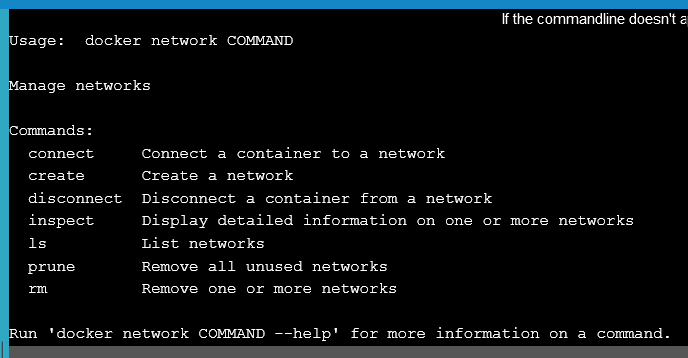 If the commandline doesn't
Usage:  docker network COMMAND
Manage networks
Commands:
  connect     Connect a container to a network
  create      Create a network
  disconnect  Disconnect a container from a network
  inspect     Display detailed information on one or more networks
  ls          List networks
  prune       Remove all unused networks
  rm          Remove one or more networks
Run 'docker network COMMAND --help' for more information on a command.